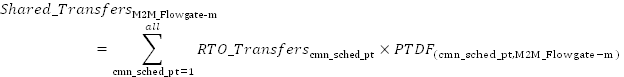 Shared_Transfers_M2M_Flowgate-m
= ∑_{cmn_sched_pt=1}^{all} RTO_Transfers_cmn_sched_pt × PTDF_(cmn_sched_pt,M2M_Flowgate−m )